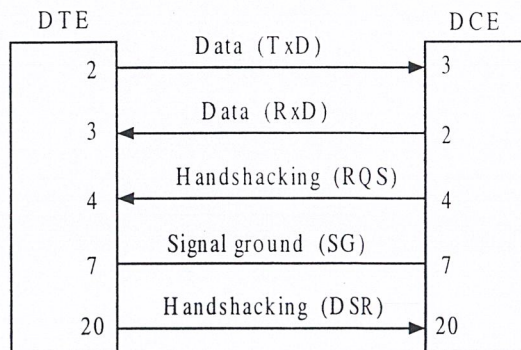 DTE DCE
Data (TxD)
2 3
Data (RxD)
3 2
Handshacking (RQS)
4 4
Signal ground (SG)
7 7
Handshacking (DSR)
20 20